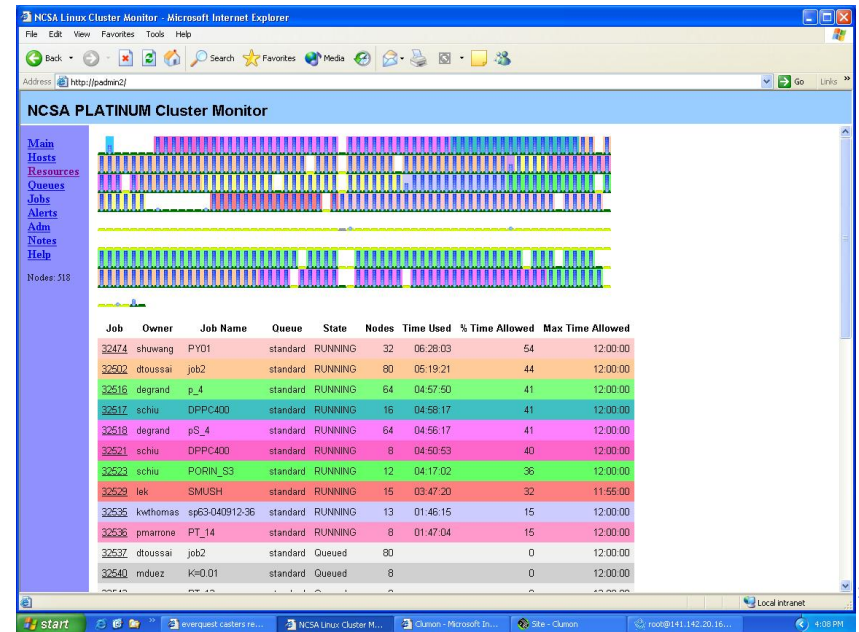 NCSA Linux Cluster Monitor - Microsoft Internet Explorer
File Edit View Favorites Tools Help
Back Search Favorites Media
Address http://padmin2/ Go Links »
NCSA PLATINUM Cluster Monitor
Main
Hosts
Resources
Queues
Jobs
Alerts
Adm
Notes
Help
Nodes: 518
Job Owner Job Name Queue State Nodes Time Used % Time Allowed Max Time Allowed
32474 shuwang PY01 standard RUNNING 32 06:28:03 54 12:00:00
32502 dtoussai job2 standard RUNNING 80 05:19:21 44 12:00:00
32516 degrand p_4 standard RUNNING 64 04:57:50 41 12:00:00
32517 schiu DPPC400 standard RUNNING 16 04:58:17 41 12:00:00
32518 degrand pS_4 standard RUNNING 64 04:56:17 41 12:00:00
32521 schiu DPPC400 standard RUNNING 8 04:50:53 40 12:00:00
32523 schiu PORIN_S3 standard RUNNING 12 04:17:02 36 12:00:00
32529 lek SMUSH standard RUNNING 15 03:47:20 32 11:55:00
32535 kwthomas sp63-040912-36 standard RUNNING 13 01:46:15 15 12:00:00
32536 pmarrone PT_14 standard RUNNING 8 01:47:04 15 12:00:00
32537 dtoussai job2 standard Queued 80 0 12:00:00
32540 mduez K=0.01 standard Queued 8 0 12:00:00
Local intranet
start » everquest casters re... NCSA Linux Cluster M... Clumon - Microsoft In... Site - Clumon root@141.142.20.16... 4:08 PM